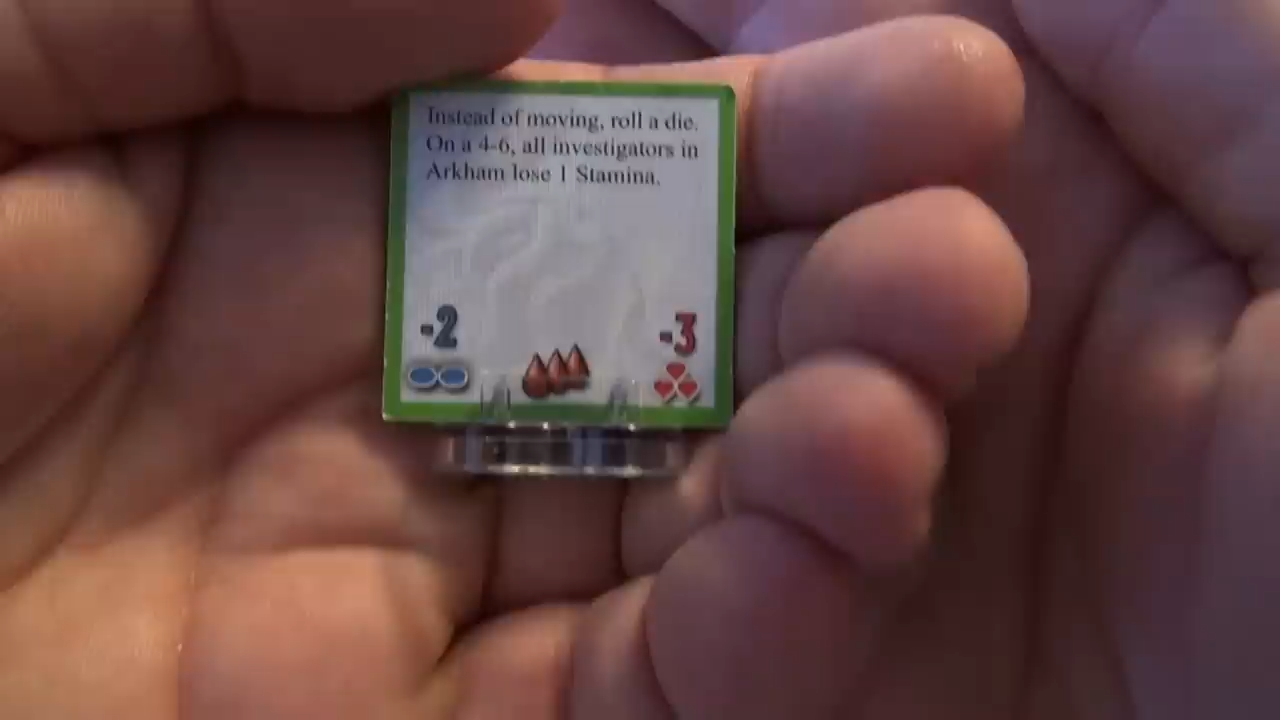 Instead of moving, roll a die.
On a 4-6, all investigators in
Arkham lose 1 Stamina.
-2
-3